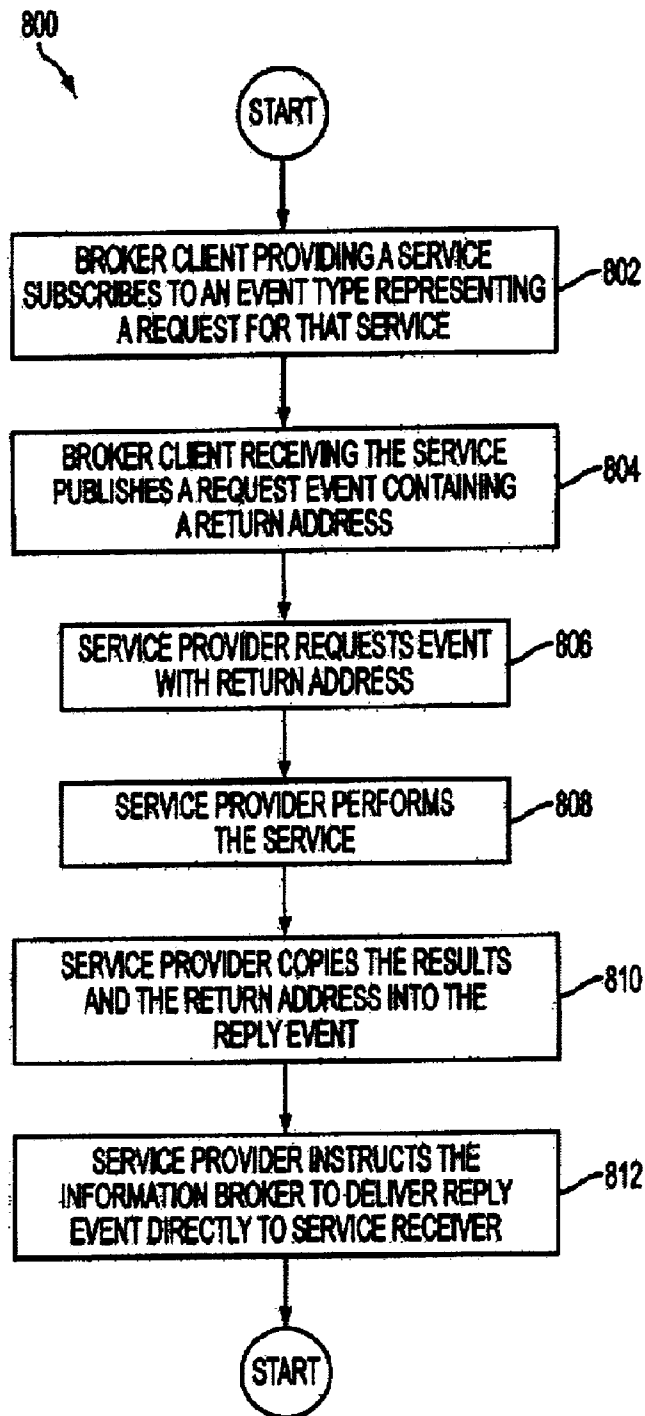 800
START
BROKER CLIENT PROVIDING A SERVICE
SUBSCRIBES TO AN EVENT TYPE REPRESENTING
A REQUEST FOR THAT SERVICE
802
BROKER CLIENT RECEIVING THE SERVICE
PUBLISHES A REQUEST EVENT CONTAINING
A RETURN ADDRESS
804
SERVICE PROVIDER REQUESTS EVENT
WITH RETURN ADDRESS
806
SERVICE PROVIDER PERFORMS
THE SERVICE
808
SERVICE PROVIDER COPIES THE RESULTS
AND THE RETURN ADDRESS INTO THE
REPLY EVENT
810
SERVICE PROVIDER INSTRUCTS THE
INFORMATION BROKER TO DELIVER REPLY
EVENT DIRECTLY TO SERVICE RECEIVER
812
START